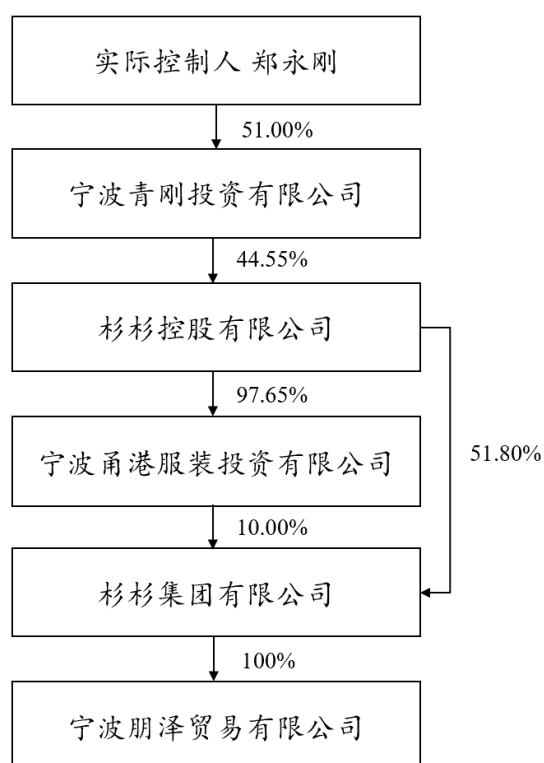 实际控制人 郑永刚
51.00%
宁波青刚投资有限公司
44.55%
杉杉控股有限公司
97.65%
宁波甬港服装投资有限公司
51.80%
10.00%
杉杉集团有限公司
100%
宁波朋泽贸易有限公司